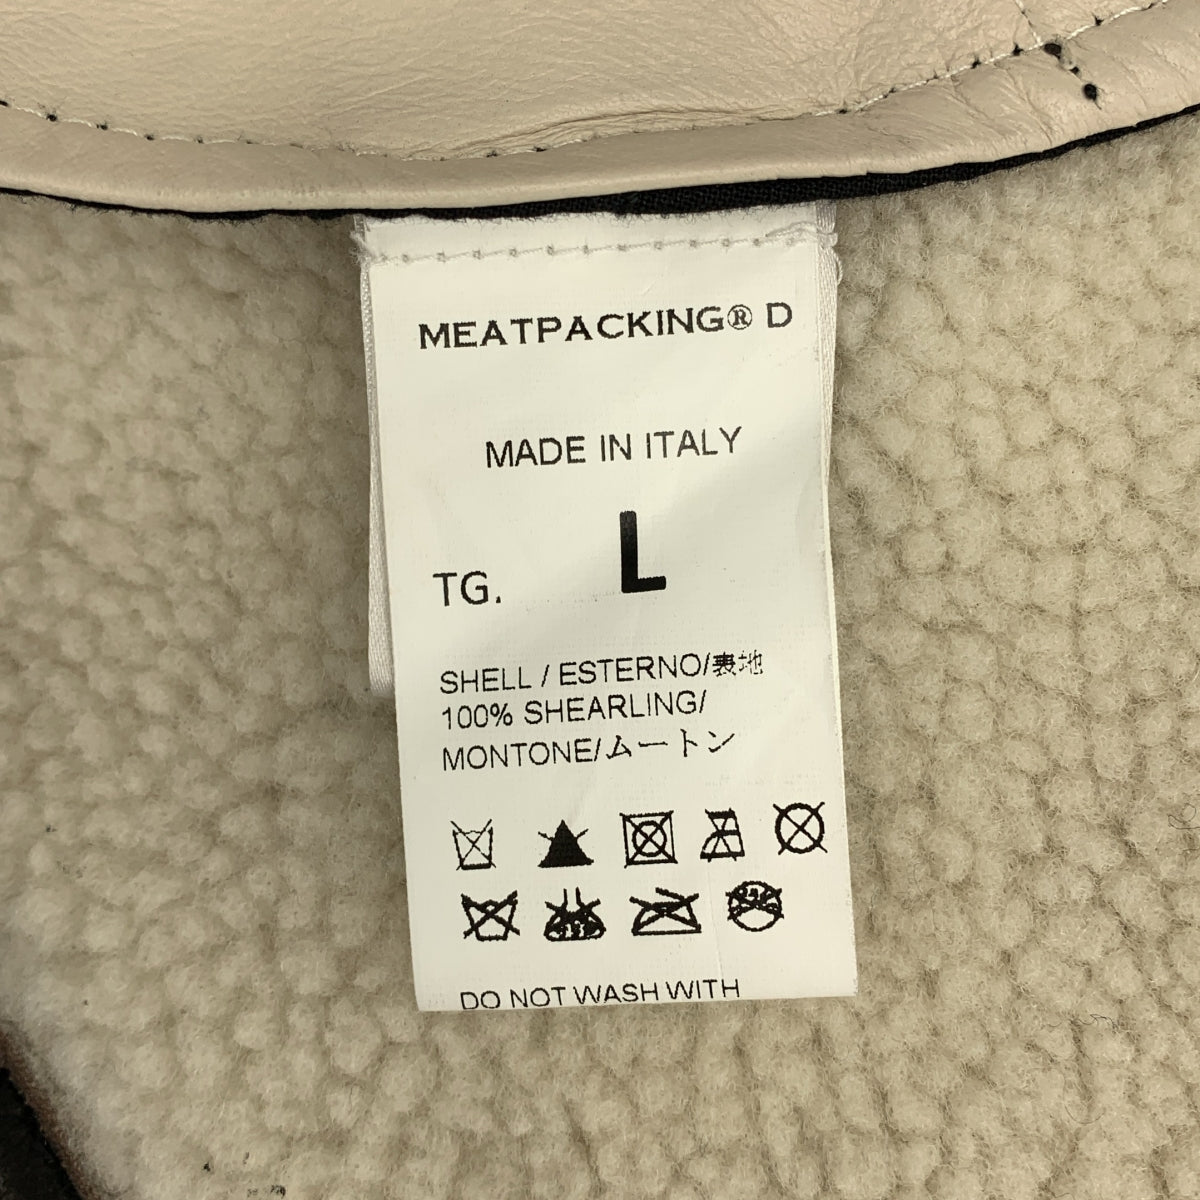 MEATPACKING® D
MADE IN ITALY
TG. L
SHELL / ESTERNO/表地
100% SHEARLING/
MONTONE/ムートン
DO NOT WASH WITH